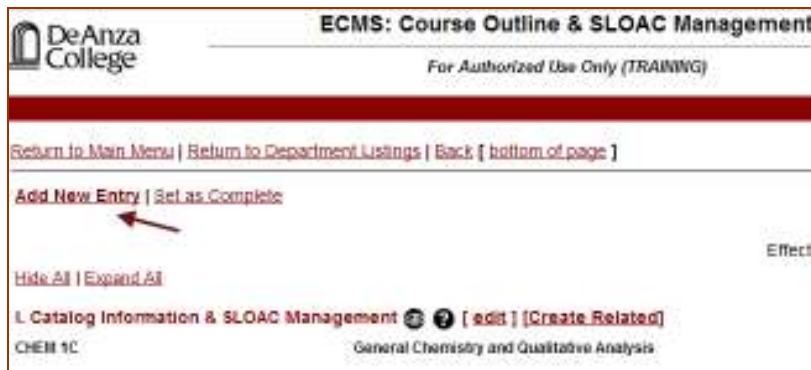 DeAnza College
ECMS: Course Outline & SLOAC Management
For Authorized Use Only (TRAINING)
Return to Main Menu | Return to Department Listings | Back [ bottom of page ]
Add New Entry | Set as Complete
Effect
Hide All | Expand All
I. Catalog Information & SLOAC Management [ edit ] [Create Related]
CHEM 1C General Chemistry and Qualitative Analysis